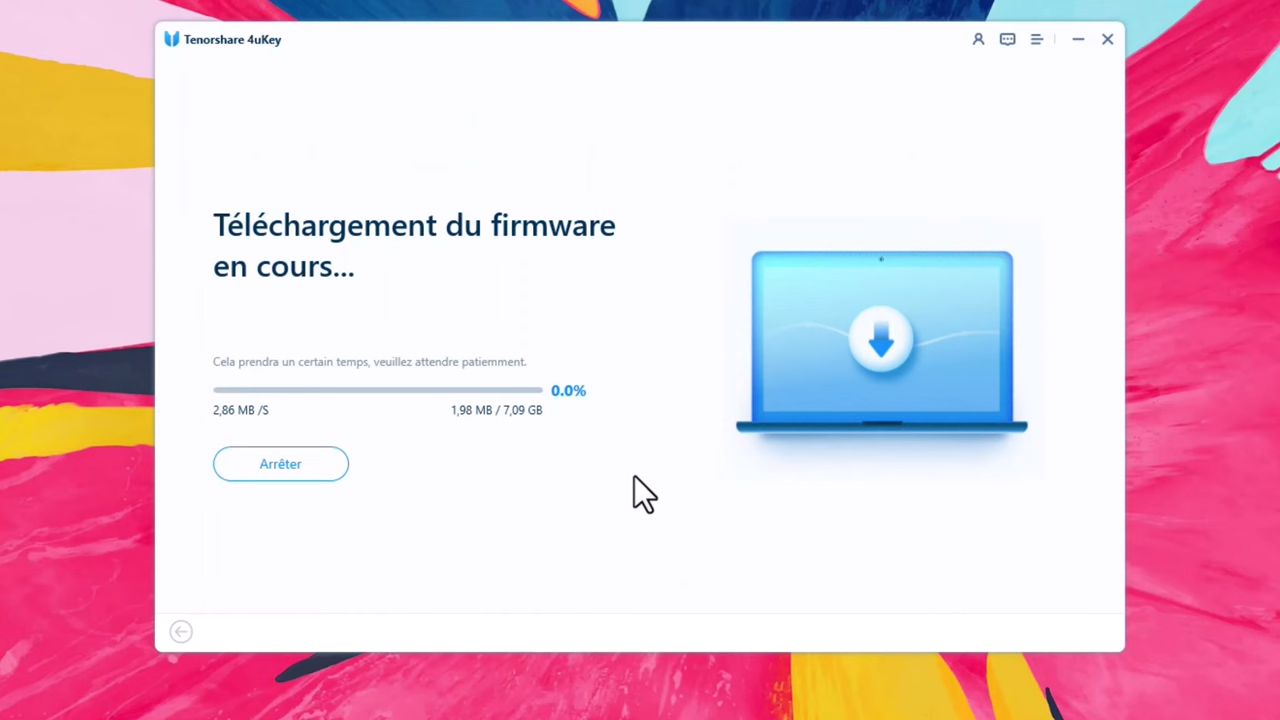 Tenorshare 4uKey
Téléchargement du firmware
en cours...
Cela prendra un certain temps, veuillez attendre patiemment.
0.0%
2,86 MB /S
1,98 MB / 7,09 GB
Arrêter